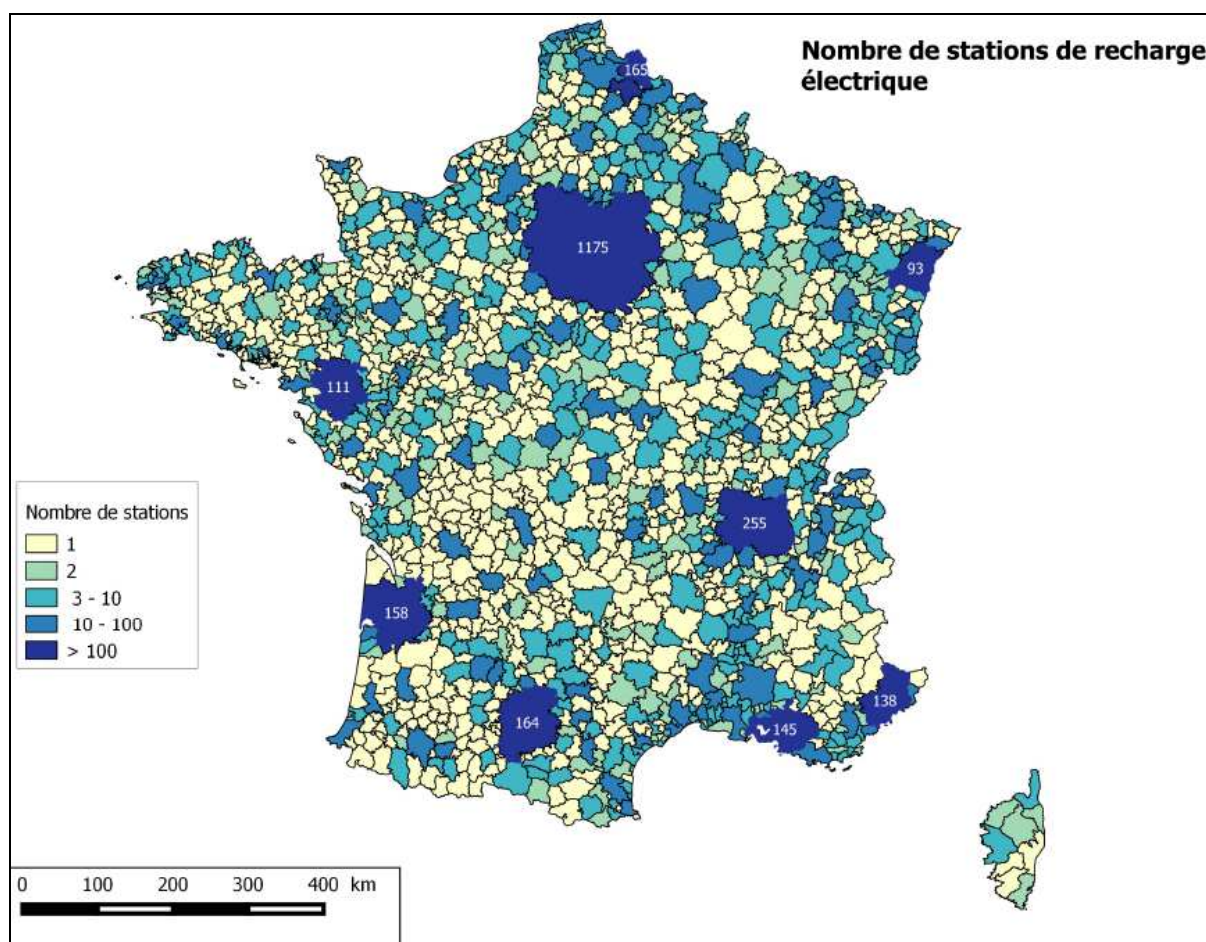 Nombre de stations de recharge
électrique
165
1175
93
111
255
158
164
145
138
Nombre de stations
1
2
3 - 10
10 - 100
> 100
0 100 200 300 400 km